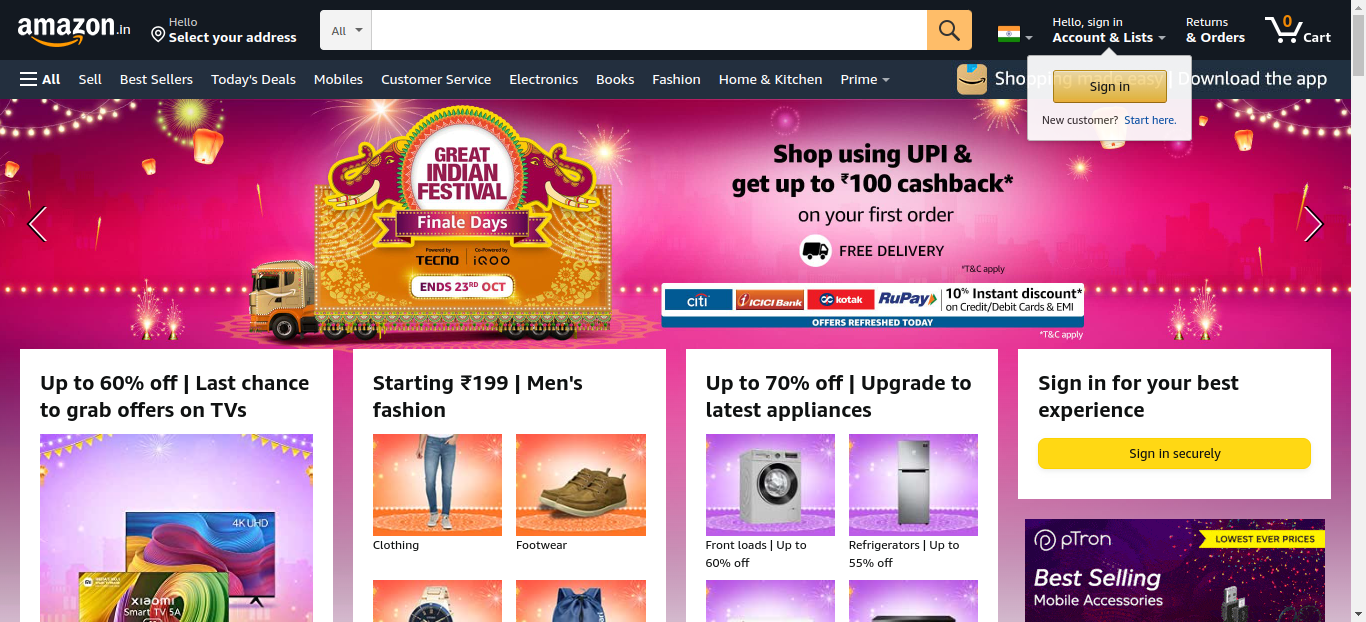 amazon.in
Hello
Select your address
All
Hello, sign in
Account & Lists
Returns
& Orders
0
Cart
All
Sell
Best Sellers
Today's Deals
Mobiles
Customer Service
Electronics
Books
Fashion
Home & Kitchen
Prime
Shopping made easy | Download the app
Sign in
New customer? Start here.
GREAT
INDIAN
FESTIVAL
Finale Days
Powered by
TECNO
Co-Powered by
iQOO
ENDS 23RD OCT
Shop using UPI &
get up to ₹100 cashback*
on your first order
FREE DELIVERY
*T&C apply
citi
ICICI Bank
kotak
RuPay
10% Instant discount*
on Credit/Debit Cards & EMI
OFFERS REFRESHED TODAY
*T&C apply
Up to 60% off | Last chance
to grab offers on TVs
4K UHD
xiaomi
Smart TV 5A
Starting ₹199 | Men's
fashion
Clothing
Footwear
Up to 70% off | Upgrade to
latest appliances
Front loads | Up to
60% off
Refrigerators | Up to
55% off
Sign in for your best
experience
Sign in securely
pTron
LOWEST EVER PRICES
Best Selling
Mobile Accessories